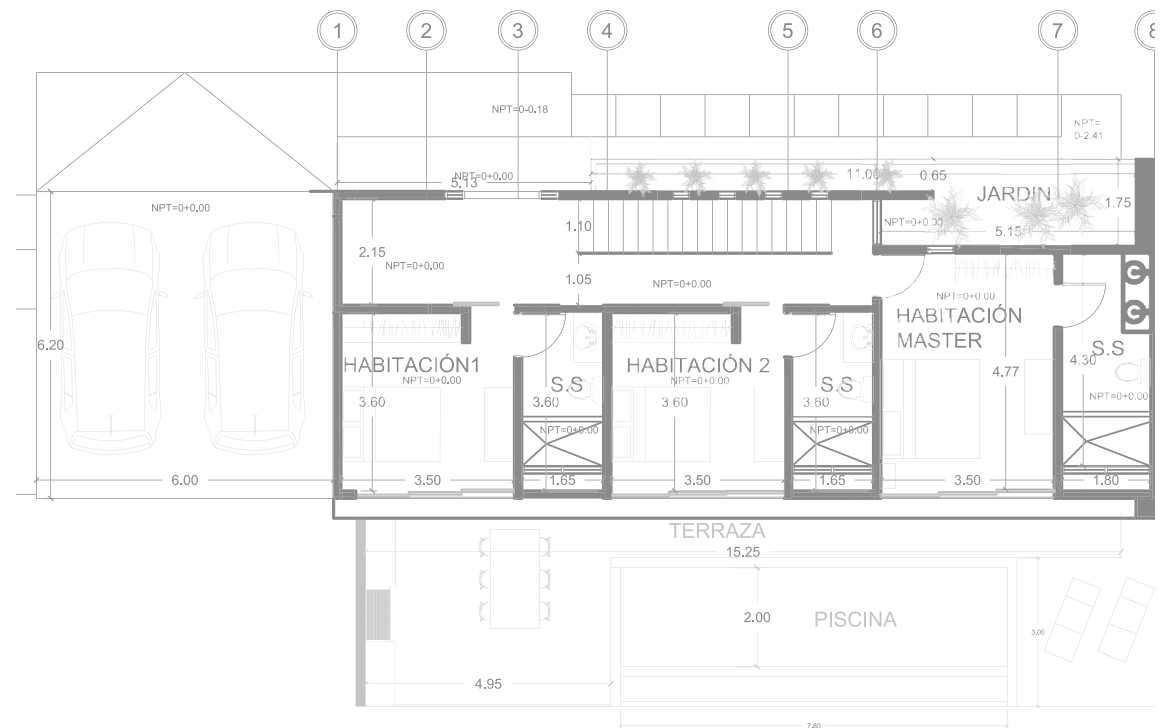 1 2 3 4 5 6 7 8
NPT=0-0.18
NPT=
0-2.41
NPT=0+0.00
5.13
NPT=0+0.00
11.00
0.65
JARDIN
1.75
1.10
NPT=0+0.00
5.15
2.15
NPT=0+0.00
1.05
NPT=0+0.00
NPT=0+0.00
HABITACIÓN
MASTER
6.20
HABITACIÓN1
NPT=0+0.00
S.S
HABITACIÓN 2
NPT=0+0.00
S.S
S.S
4.30
4.77
3.60
3.60
3.60
3.60
NPT=0+0.00
NPT=0+0.00
NPT=0+0.00
6.00
3.50
1.65
3.50
1.65
3.50
1.80
TERRAZA
15.25
2.00
PISCINA
3.00
4.95
7.80